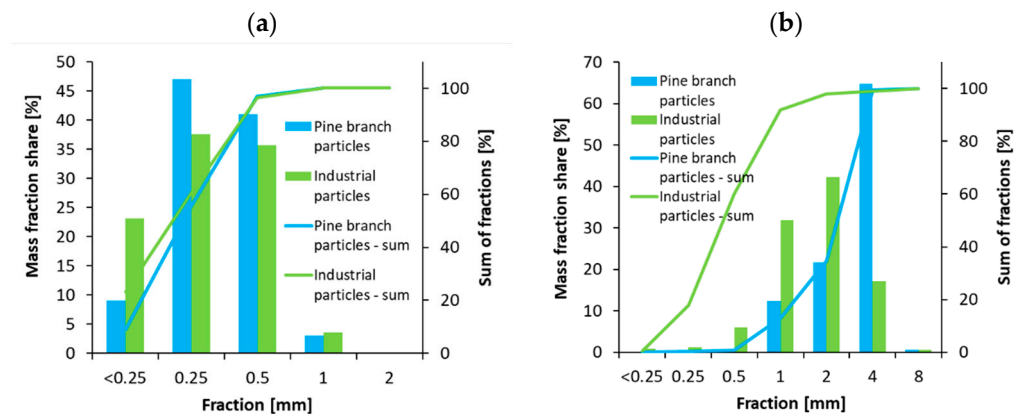 (a)
Mass fraction share [%]
50
45
40
35
30
25
20
15
10
5
0
Pine branch
particles
Industrial
particles
Pine branch
particles - sum
Industrial
particles - sum
100
80
60
40
20
0
Sum of fractions [%]
<0.25 0.25 0.5 1 2
Fraction [mm]
(b)
Mass fraction share [%]
70
60
50
40
30
20
10
0
Pine branch
particles
Industrial
particles
Pine branch
particles - sum
Industrial
particles - sum
100
80
60
40
20
0
Sum of fractions [%]
<0.25 0.25 0.5 1 2 4 8
Fraction [mm]